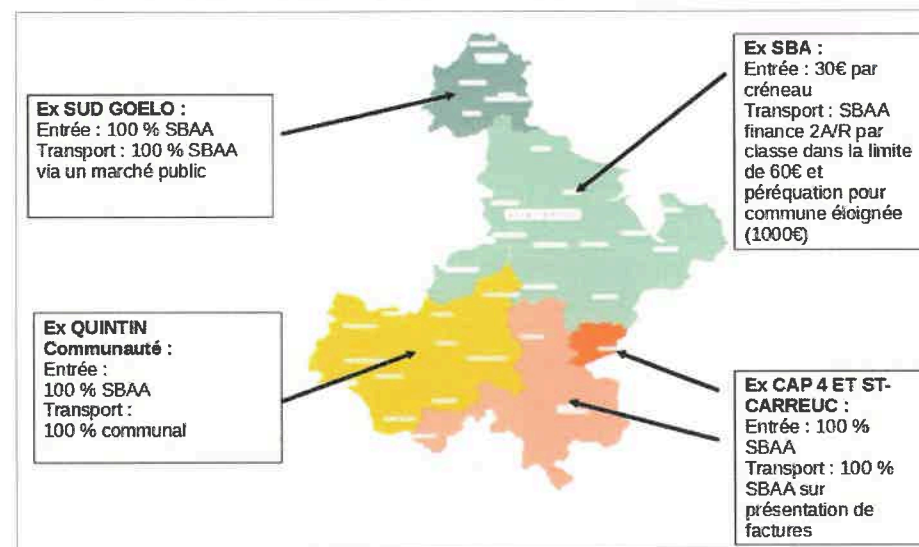 Ex SUD GOELO :
Entrée : 100 % SBAA
Transport : 100 % SBAA
via un marché public
Ex SBA :
Entrée : 30€ par
créneau
Transport : SBAA
finance 2A/R par
classe dans la limite
de 60€ et
péréquation pour
commune éloignée
(1000€)
Ex QUINTIN
Communauté :
Entrée :
100 % SBAA
Transport :
100 % communal
Ex CAP 4 ET ST-
CARREUC :
Entrée : 100 %
SBAA
Transport : 100 %
SBAA sur
présentation de
factures